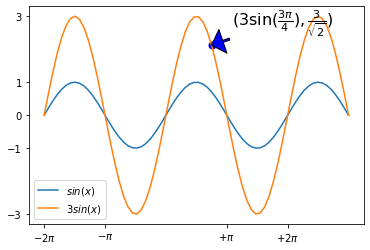 (3sin(3π/4), 3/√2)
3
1
0
−1
−3
sin(x)
3sin(x)
−2π
−π
+π
+2π